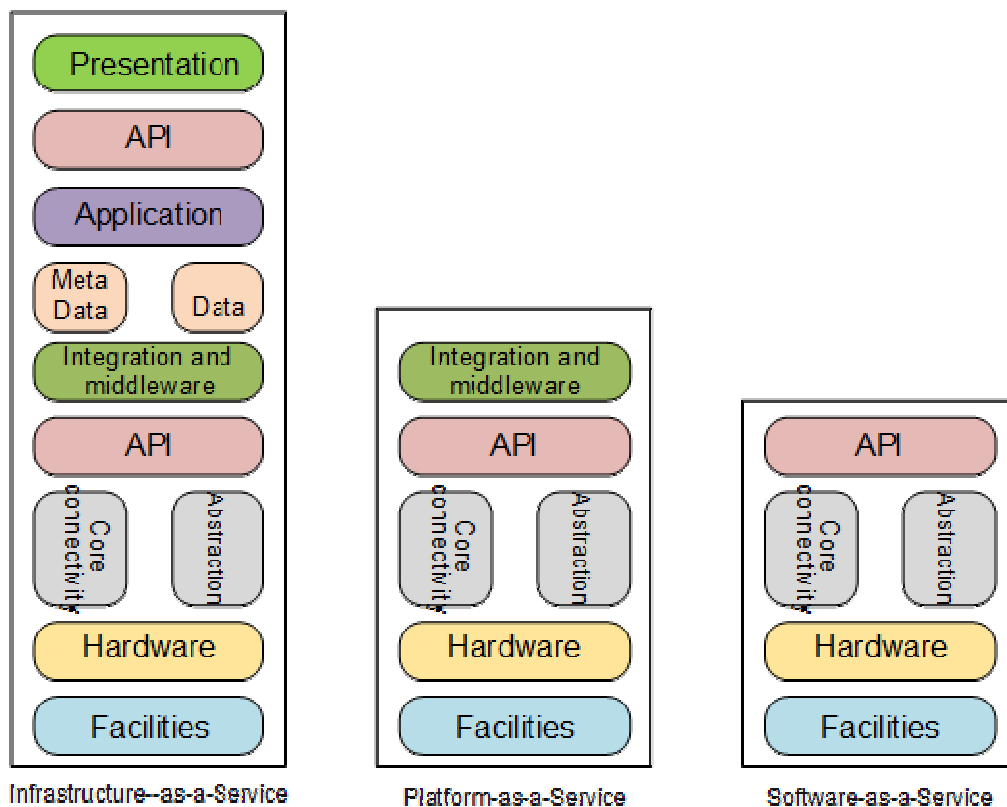 Presentation
API
Application
Meta
Data
Data
Integration and
middleware
API
Core
connectivity
Abstraction
Hardware
Facilities
Infrastructure--as-a-Service
Integration and
middleware
API
Core
connectivity
Abstraction
Hardware
Facilities
Platform-as-a-Service
API
Core
connectivity
Abstraction
Hardware
Facilities
Software-as-a-Service